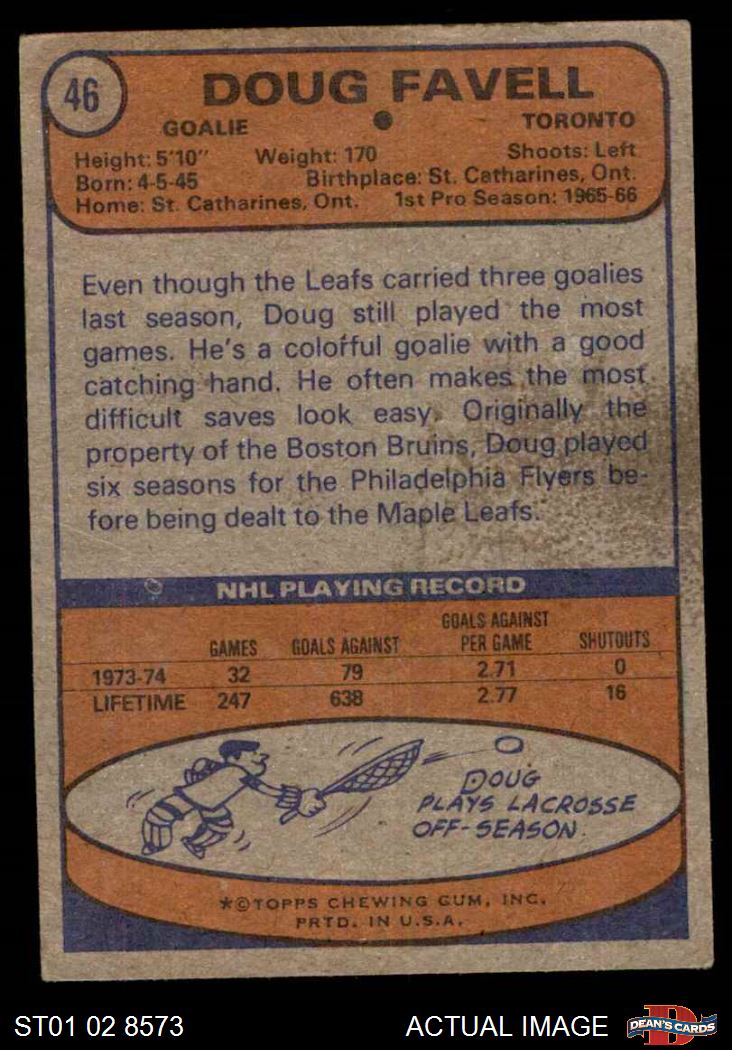 46
DOUG FAVELL
GOALIE
TORONTO
Height: 5'10" Weight: 170 Shoots: Left
Born: 4-5-45 Birthplace: St. Catharines, Ont.
Home: St. Catharines, Ont. 1st Pro Season: 1965-66
Even though the Leafs carried three goalies
last season, Doug still played the most
games. He's a colorful goalie with a good
catching hand. He often makes the most
difficult saves look easy. Originally the
property of the Boston Bruins, Doug played
six seasons for the Philadelphia Flyers be-
fore being dealt to the Maple Leafs.
NHL PLAYING RECORD
GAMES GOALS AGAINST GOALS AGAINST PER GAME SHUTOUTS
1973-74 32 79 2.71 0
LIFETIME 247 638 2.77 16
DOUG
PLAYS LACROSSE
OFF-SEASON.
*©TOPPS CHEWING GUM, INC.
PRTD. IN U.S.A.
ST01 02 8573 ACTUAL IMAGE
D
DEAN'S CARDS